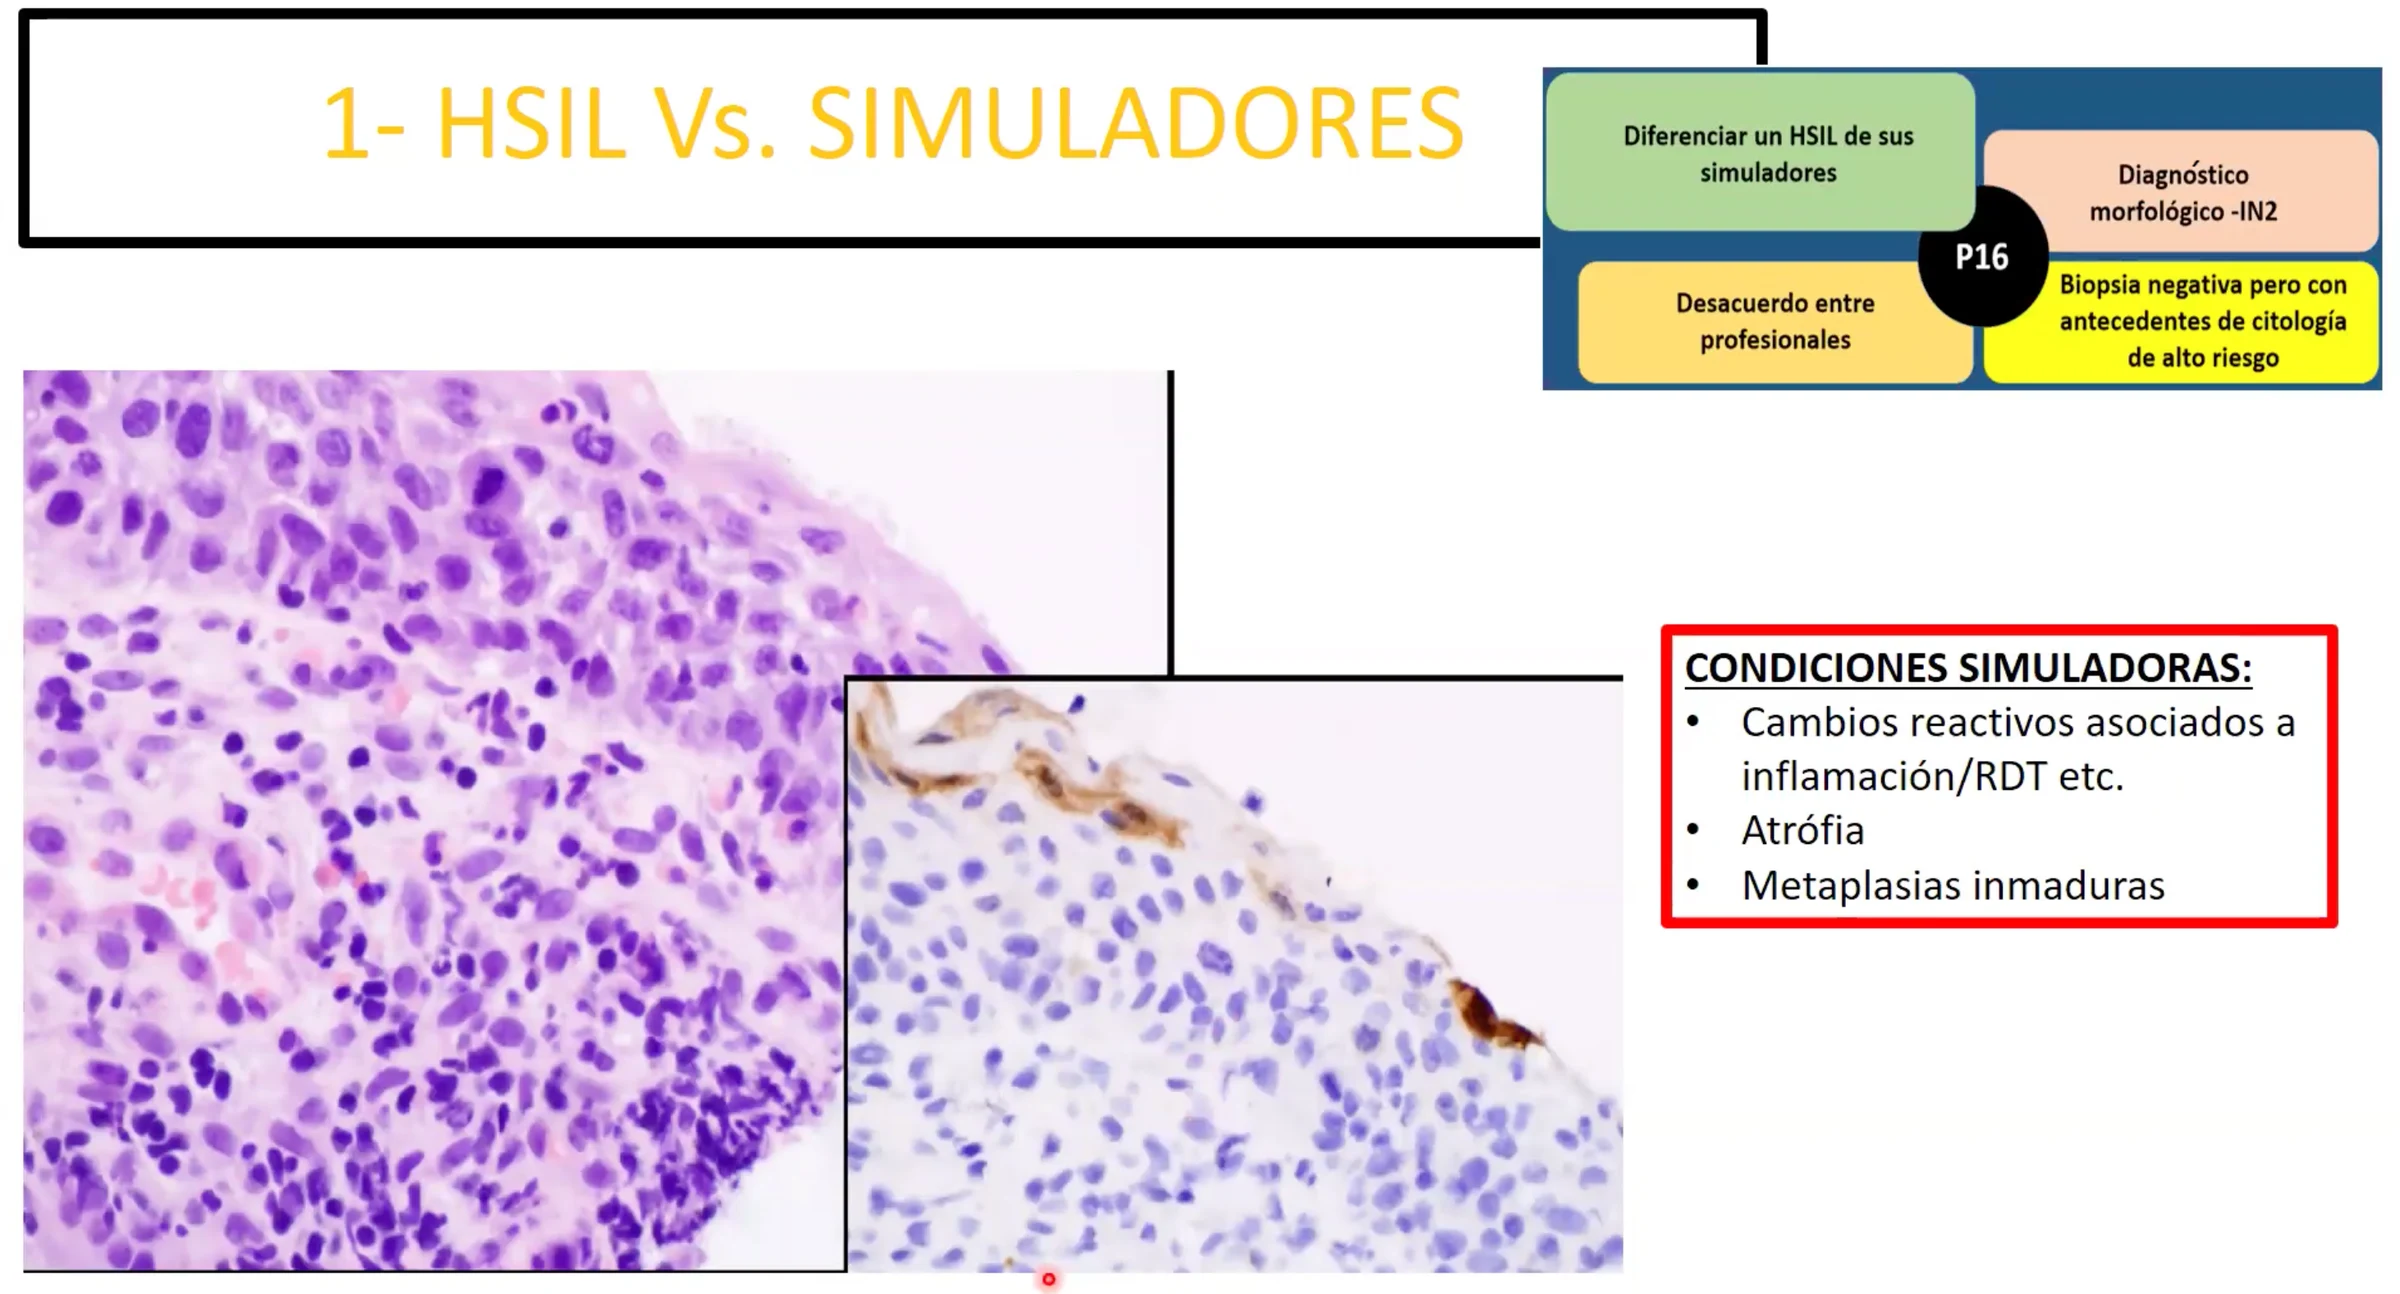 1- HSIL Vs. SIMULADORES
Diferenciar un HSIL de sus
simuladores
Diagnóstico
morfológico -IN2
P16
Desacuerdo entre
profesionales
Biopsia negativa pero con
antecedentes de citología
de alto riesgo
CONDICIONES SIMULADORAS:
• Cambios reactivos asociados a
inflamación/RDT etc.
• Atrófia
• Metaplasias inmaduras